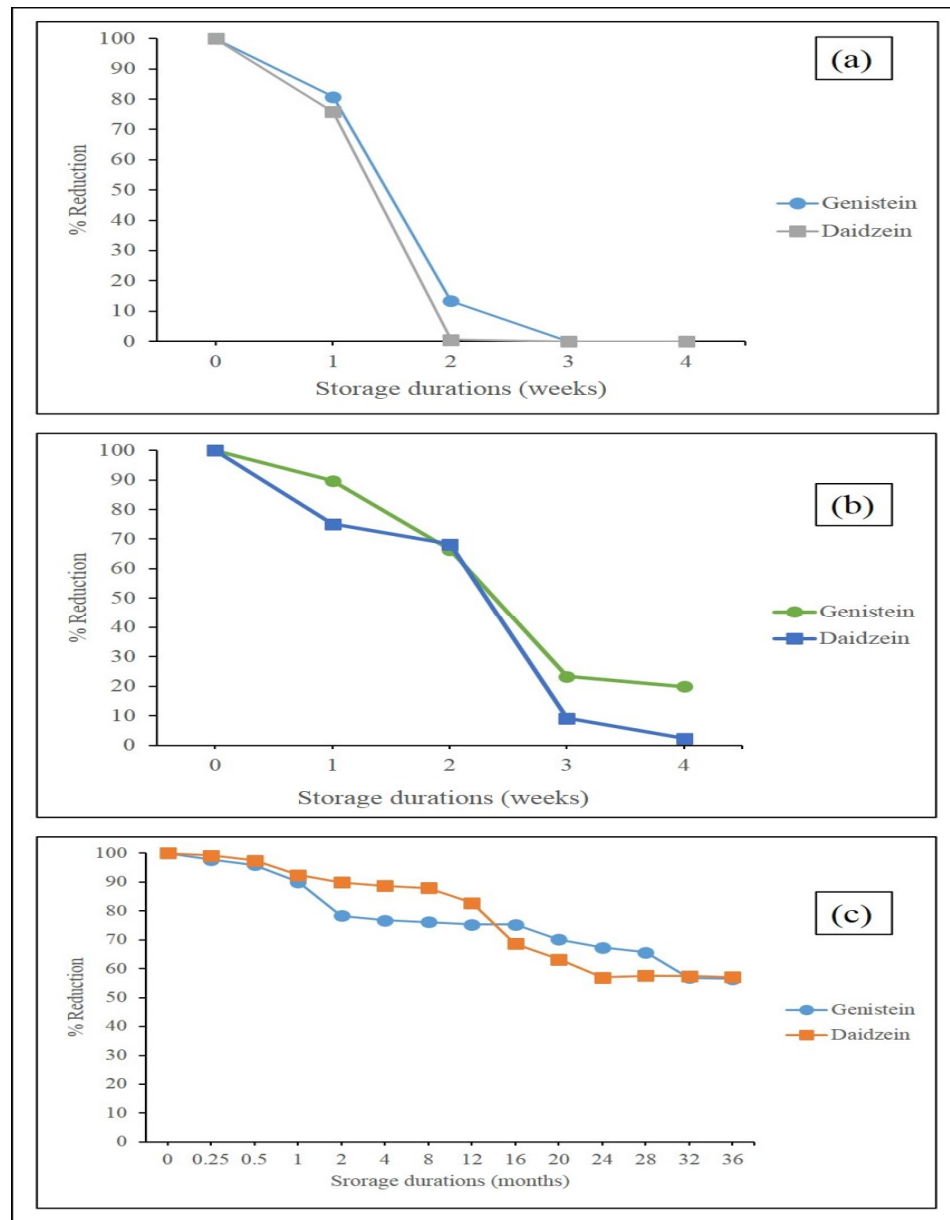 (a)
100
90
80
70
60
50
40
30
20
10
0
% Reduction
Genistein
Daidzein
0 1 2 3 4
Storage durations (weeks)
(b)
100
90
80
70
60
50
40
30
20
10
0
% Reduction
Genistein
Daidzein
0 1 2 3 4
Storage durations (weeks)
(c)
100
90
80
70
60
50
40
30
20
10
0
% Reduction
Genistein
Daidzein
0 0.25 0.5 1 2 4 8 12 16 20 24 28 32 36
Srorage durations (months)